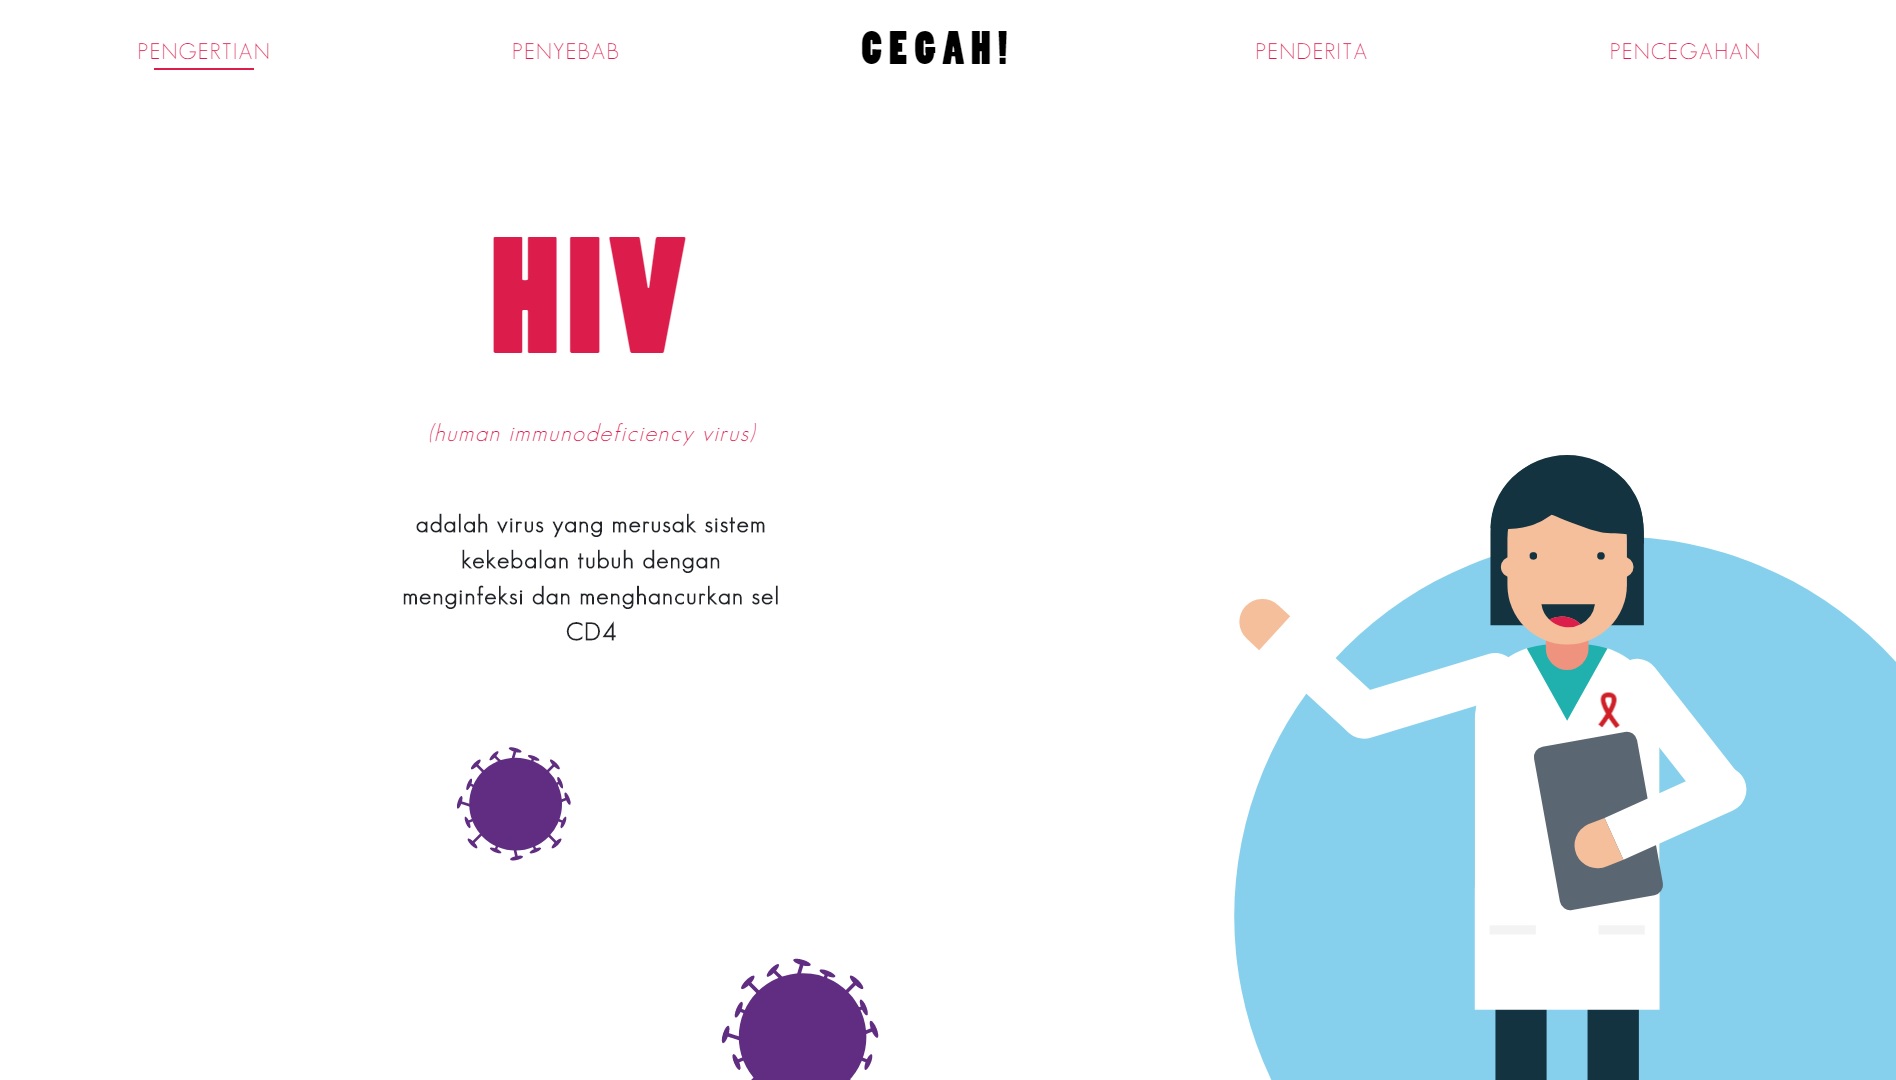 PENGERTIAN
PENYEBAB
CEGAH!
PENDERITA
PENCEGAHAN
HIV
(human immunodeficiency virus)
adalah virus yang merusak sistem
kekebalan tubuh dengan
menginfeksi dan menghancurkan sel
CD4